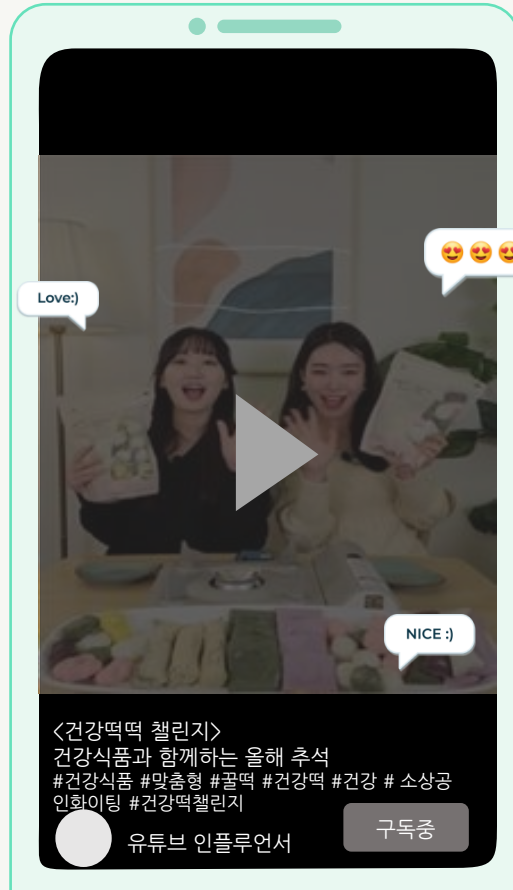 😍😍😍
Love:)
NICE :)
<건강떡떡 챌린지>
건강식품과 함께하는 올해 추석
#건강식품 #맞춤형 #꿀떡 #건강떡 #건강 # 소상공
인화이팅 #건강떡챌린지
유튜브 인플루언서
구독중